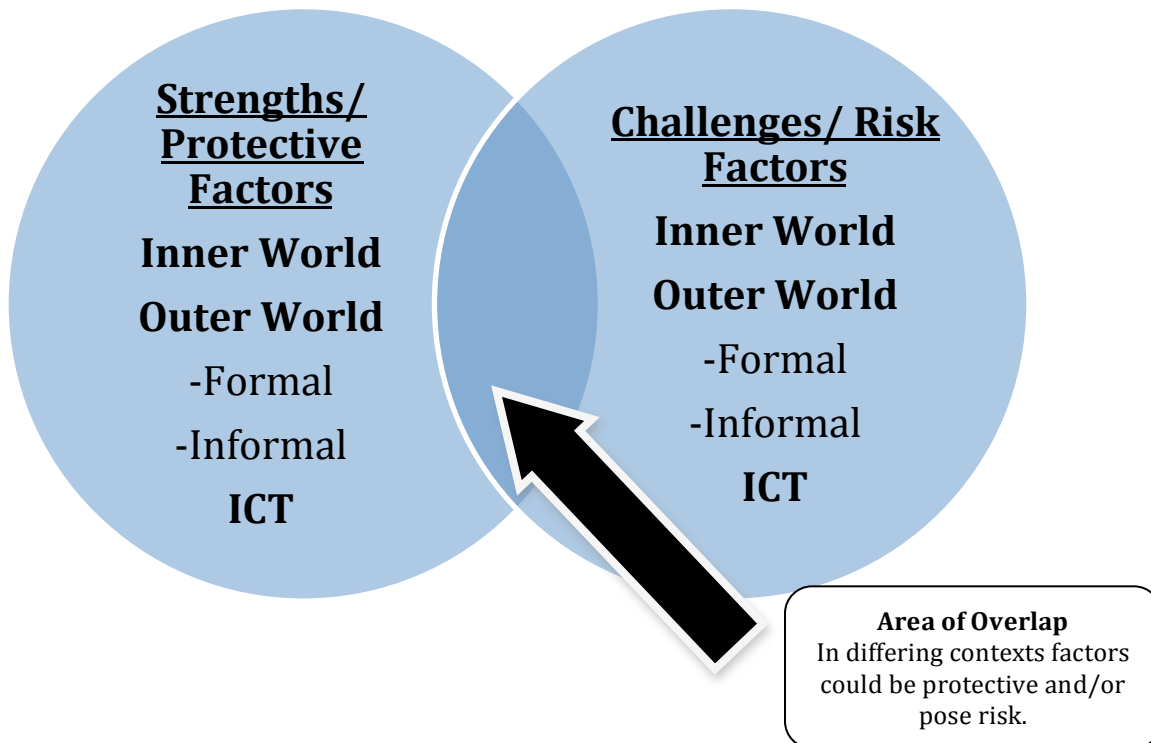 Strengths/
Protective
Factors
Inner World
Outer World
-Formal
-Informal
ICT
Challenges/ Risk
Factors
Inner World
Outer World
-Formal
-Informal
ICT
Area of Overlap
In differing contexts factors
could be protective and/or
pose risk.